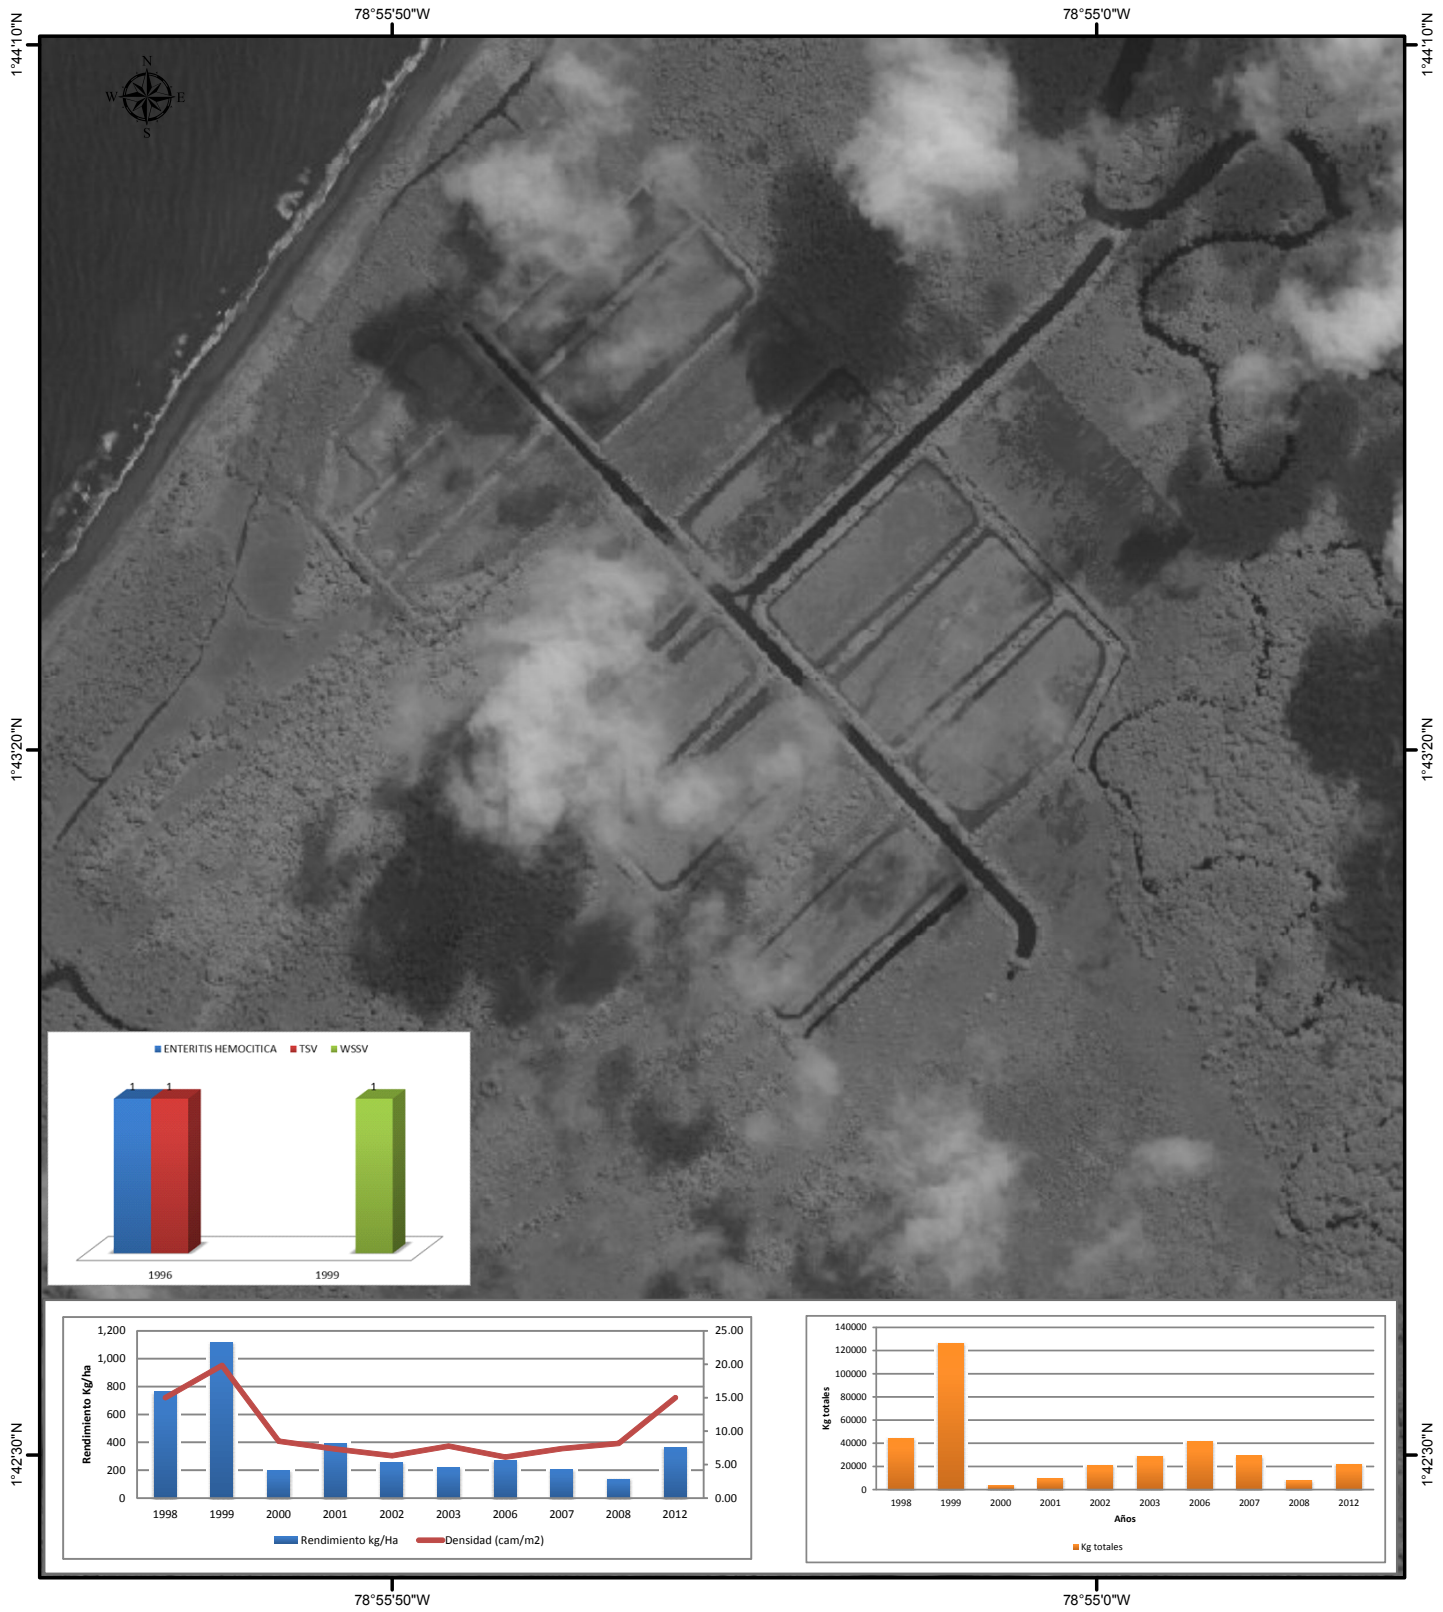 78°55'50"W 78°55'0"W
1°44'10"N 1°44'10"N
N
W E
S
1°43'20"N 1°43'20"N
ENTERITIS HEMOCITICA TSV WSSV
1 1 1
1996 1999
1,200 25.00
1,000 20.00
800 15.00
600 10.00
400 5.00
200 0.00
0
Rendimiento Kg/ha
1998 1999 2000 2001 2002 2003 2006 2007 2008 2012
Rendimiento kg/Ha Densidad (cam/m2)
140000
120000
100000
80000
60000
40000
20000
0
Kg totales
1998 1999 2000 2001 2002 2003 2006 2007 2008 2012
Años
Kg totales
1°42'30"N 1°42'30"N
78°55'50"W 78°55'0"W